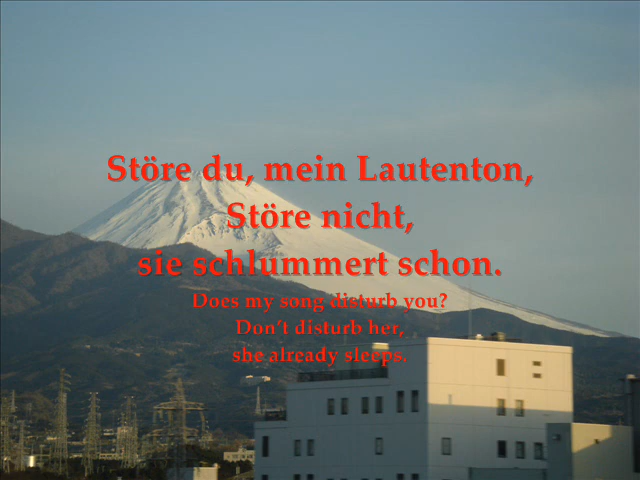 Störe du, mein Lautenton,
Störe nicht,
sie schlummert schon.
Does my song disturb you?
Don't disturb her,
she already sleeps.